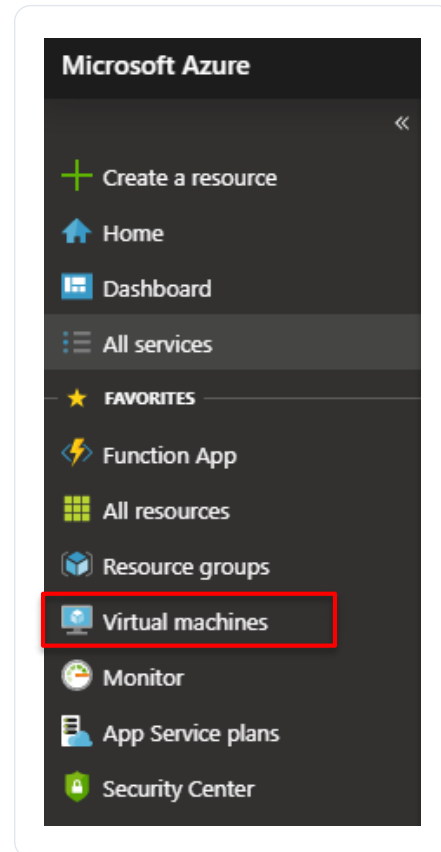 Microsoft Azure
«
Create a resource
Home
Dashboard
All services
FAVORITES
Function App
All resources
Resource groups
Virtual machines
Monitor
App Service plans
Security Center